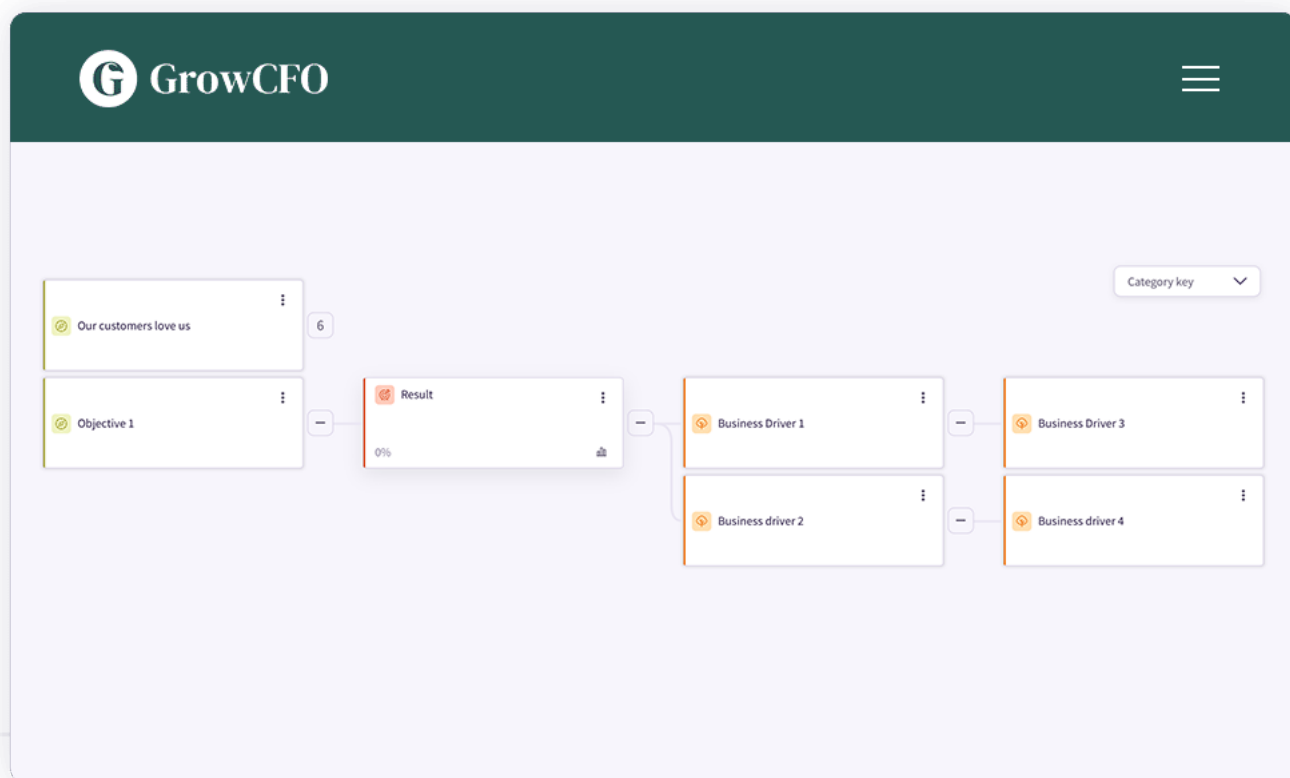 GrowCFO
Category key
Our customers love us
6
Objective 1
Result
0%
Business Driver 1
Business Driver 3
Business driver 2
Business driver 4